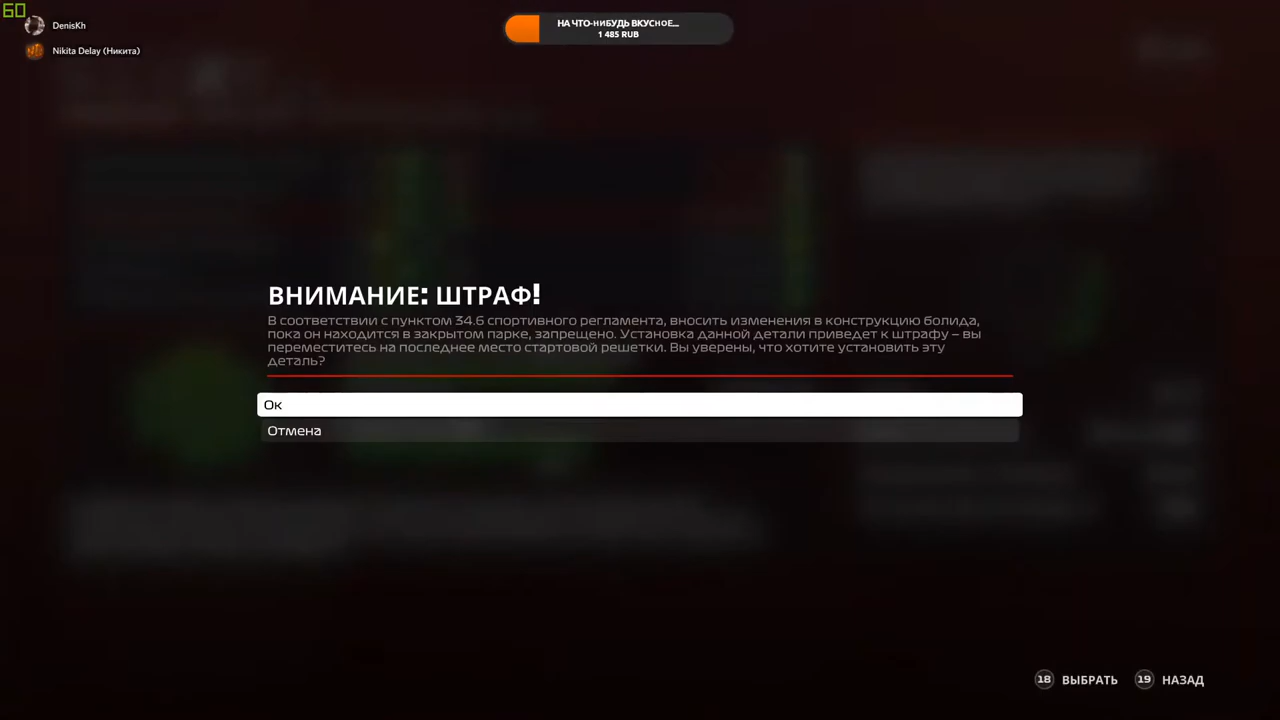 60
DenisKh
Nikita Delay (Никита)
НА ЧТО-НИБУДЬ ВКУСНОЕ...
1 485 RUB
ВНИМАНИЕ: ШТРАФ!
В соответствии с пунктом 34.6 спортивного регламента, вносить изменения в конструкцию болида,
пока он находится в закрытом парке, запрещено. Установка данной детали приведет к штрафу – вы
переместитесь на последнее место стартовой решетки. Вы уверены, что хотите установить эту
деталь?
Ок
Отмена
18 ВЫБРАТЬ 19 НАЗАД